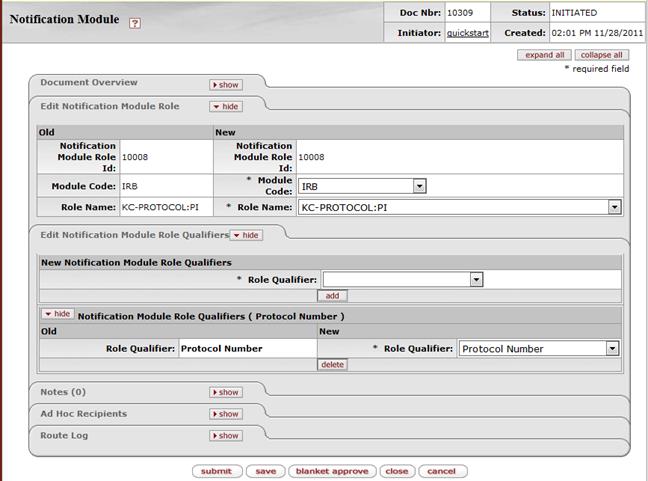 Notification Module ?
Doc Nbr: 10309 Status: INITIATED
Initiator: quickstart Created: 02:01 PM 11/28/2011
expand all collapse all
* required field
Document Overview show
Edit Notification Module Role hide
Old New
Notification Module Role Id: 10008 Notification Module Role Id: 10008
Module Code: IRB * Module Code: IRB
Role Name: KC-PROTOCOL:PI * Role Name: KC-PROTOCOL:PI
Edit Notification Module Role Qualifiers hide
New Notification Module Role Qualifiers
* Role Qualifier:
add
hide Notification Module Role Qualifiers ( Protocol Number )
Old New
Role Qualifier: Protocol Number * Role Qualifier: Protocol Number
delete
Notes (0) show
Ad Hoc Recipients show
Route Log show
submit save blanket approve close cancel